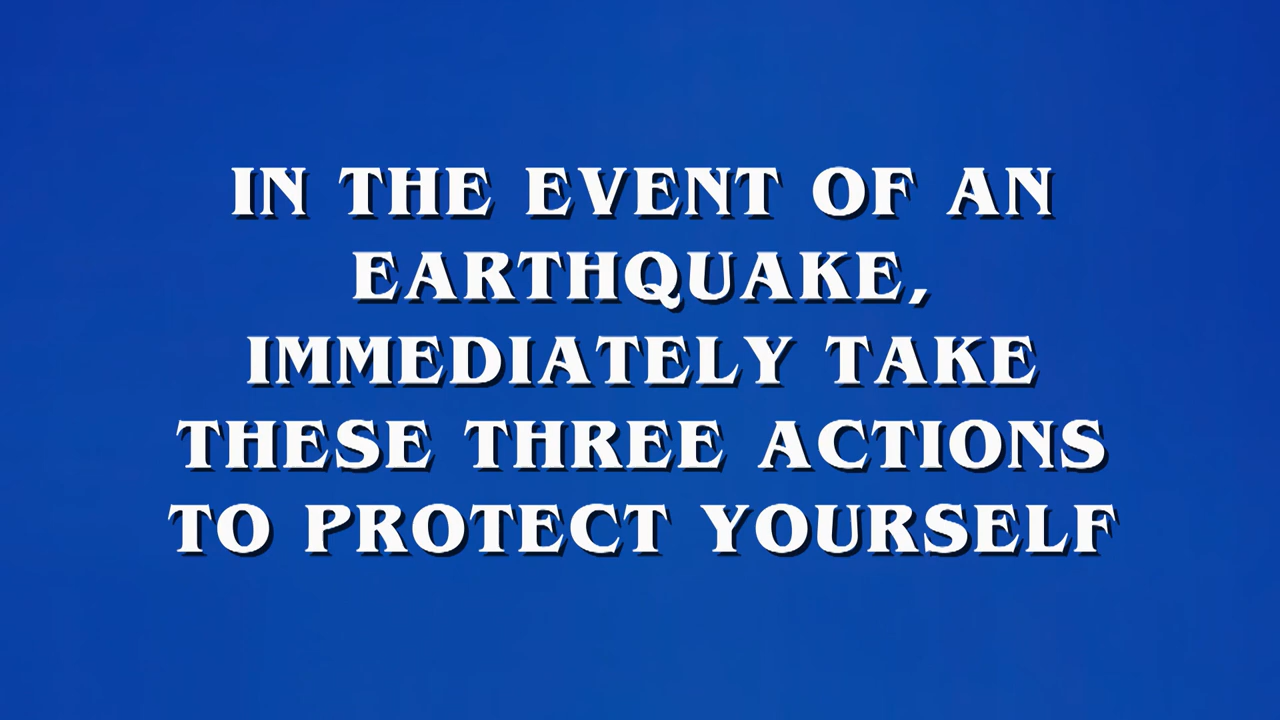 IN THE EVENT OF AN
EARTHQUAKE,
IMMEDIATELY TAKE
THESE THREE ACTIONS
TO PROTECT YOURSELF